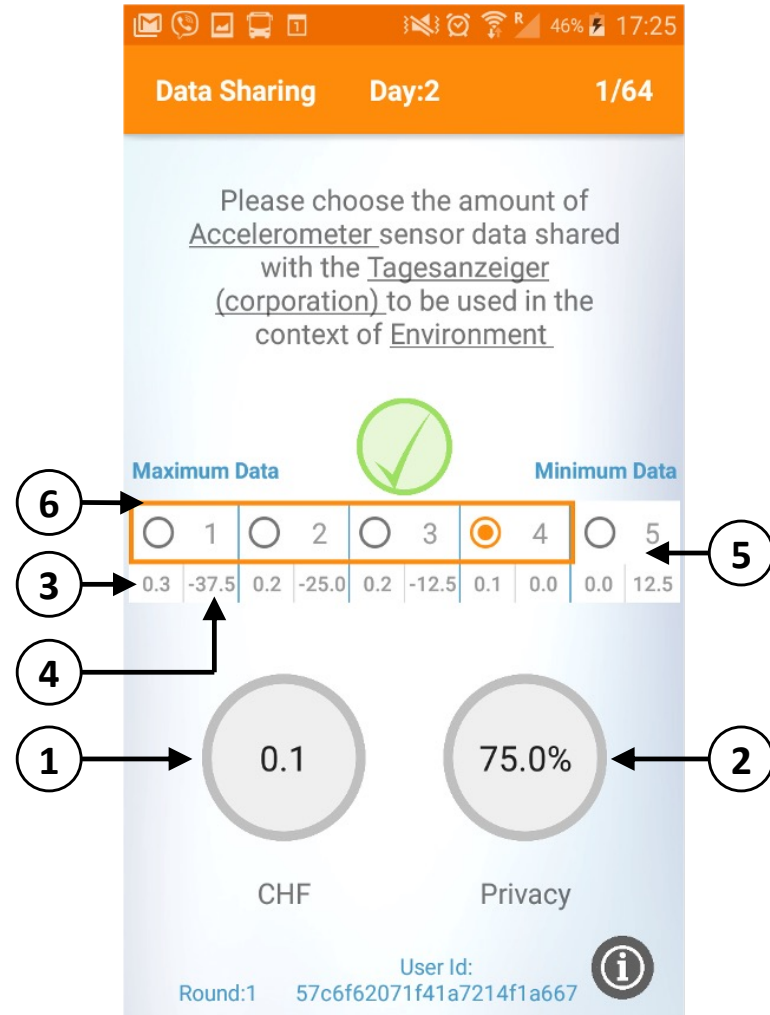 46% 17:25
Data Sharing Day:2 1/64
Please choose the amount of
Accelerometer sensor data shared
with the Tagesanzeiger
(corporation) to be used in the
context of Environment
Maximum Data Minimum Data
6
1 2 3 4 5
5
3
0.3 -37.5 0.2 -25.0 0.2 -12.5 0.1 0.0 0.0 12.5
4
1
0.1 75.0%
2
CHF Privacy
User Id:
Round:1 57c6f62071f41a7214f1a667